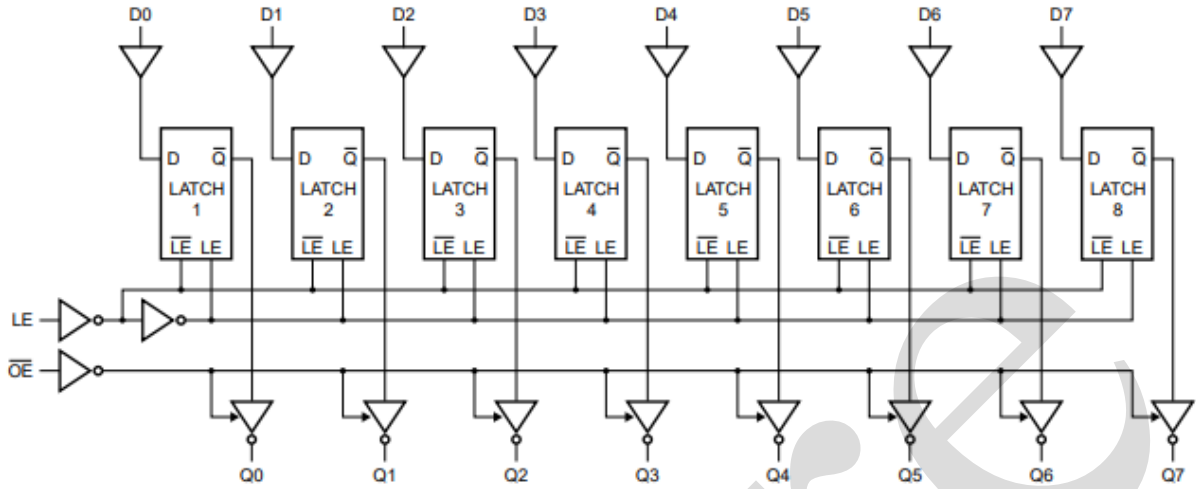 D0 D1 D2 D3 D4 D5 D6 D7
D Q̅ D Q̅ D Q̅ D Q̅ D Q̅ D Q̅ D Q̅ D Q̅
LATCH LATCH LATCH LATCH LATCH LATCH LATCH LATCH
1 2 3 4 5 6 7 8
L̅E̅ LE L̅E̅ LE L̅E̅ LE L̅E̅ LE L̅E̅ LE L̅E̅ LE L̅E̅ LE L̅E̅ LE
LE
O̅E̅
Q0 Q1 Q2 Q3 Q4 Q5 Q6 Q7